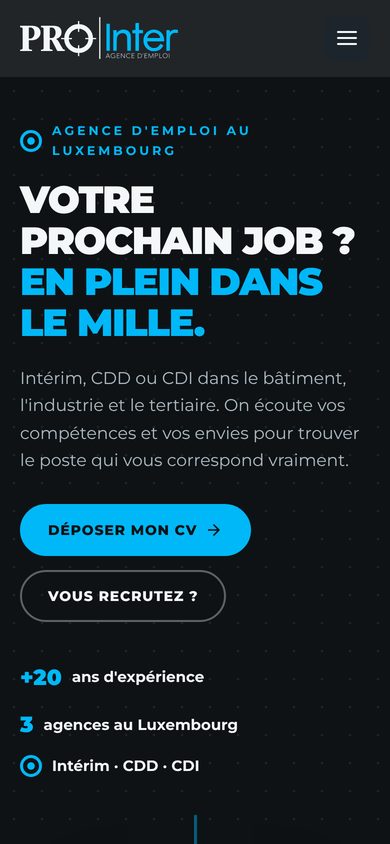 PRO Inter
AGENCE D'EMPLOI
AGENCE D'EMPLOI AU
LUXEMBOURG
VOTRE
PROCHAIN JOB ?
EN PLEIN DANS
LE MILLE.
Intérim, CDD ou CDI dans le bâtiment,
l'industrie et le tertiaire. On écoute vos
compétences et vos envies pour trouver
le poste qui vous correspond vraiment.
DÉPOSER MON CV →
VOUS RECRUTEZ ?
+20 ans d'expérience
3 agences au Luxembourg
Intérim · CDD · CDI